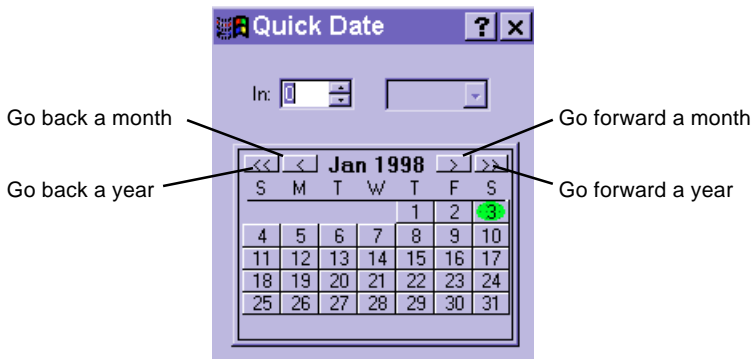 Quick Date ? ×
In: 0
Go back a month
Go forward a month
<< < Jan 1998 > >>
Go back a year
Go forward a year
S M T W T F S
1 2 3
4 5 6 7 8 9 10
11 12 13 14 15 16 17
18 19 20 21 22 23 24
25 26 27 28 29 30 31